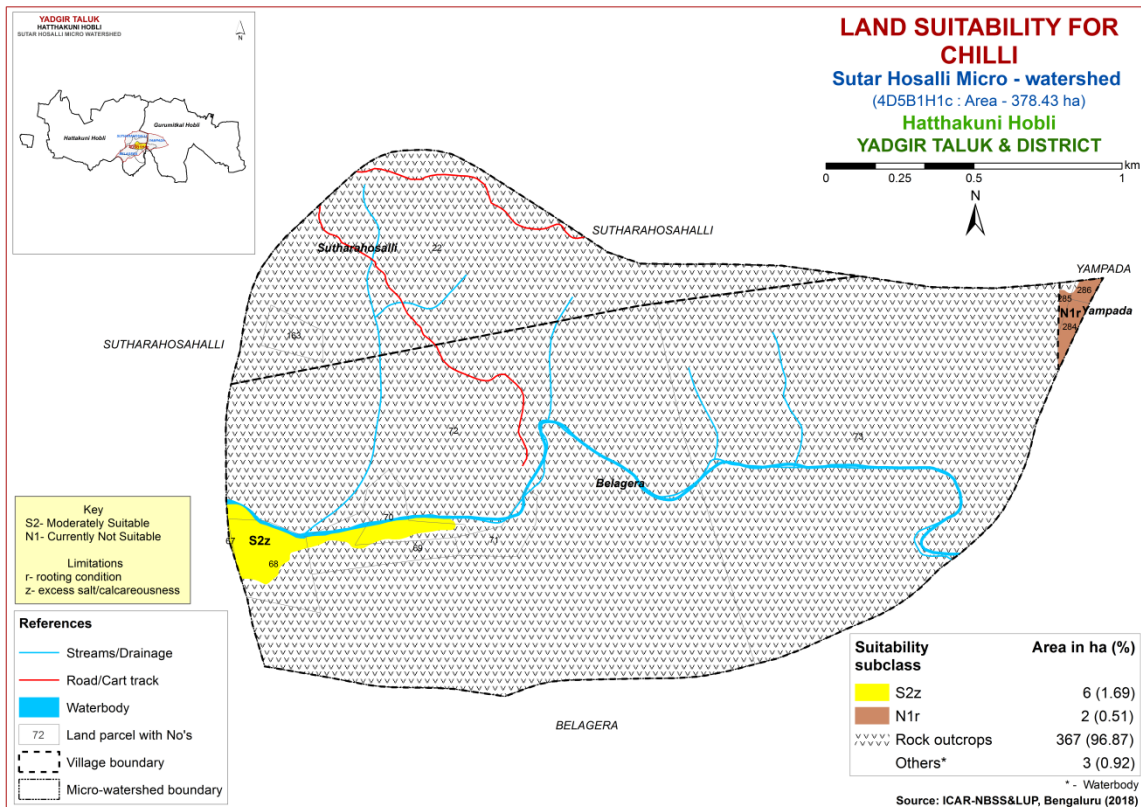 YADGIR TALUK
HATTHAKUNI HOBLI
SUTAR HOSALLI MICRO WATERSHED
N
Hattakuni Hobli
Gurumitkal Hobli
LAND SUITABILITY FOR
CHILLI
Sutar Hosalli Micro - watershed
(4D5B1H1c : Area - 378.43 ha)
Hatthakuni Hobli
YADGIR TALUK & DISTRICT
km
0 0.25 0.5 1
N
SUTHARAHOSAHALLI
Sutharahosalli
22
YAMPADA
286
285
N1r
Yampada
284
163
SUTHARAHOSAHALLI
72
73
Belagera
70
67
S2z
69
71
68
BELAGERA
Key
S2- Moderately Suitable
N1- Currently Not Suitable
Limitations
r- rooting condition
z- excess salt/calcareousness
References
Streams/Drainage
Road/Cart track
Waterbody
72 Land parcel with No's
Village boundary
Micro-watershed boundary
Suitability subclass Area in ha (%)
S2z 6 (1.69)
N1r 2 (0.51)
Rock outcrops 367 (96.87)
Others* 3 (0.92)
* - Waterbody
Source: ICAR-NBSS&LUP, Bengaluru (2018)